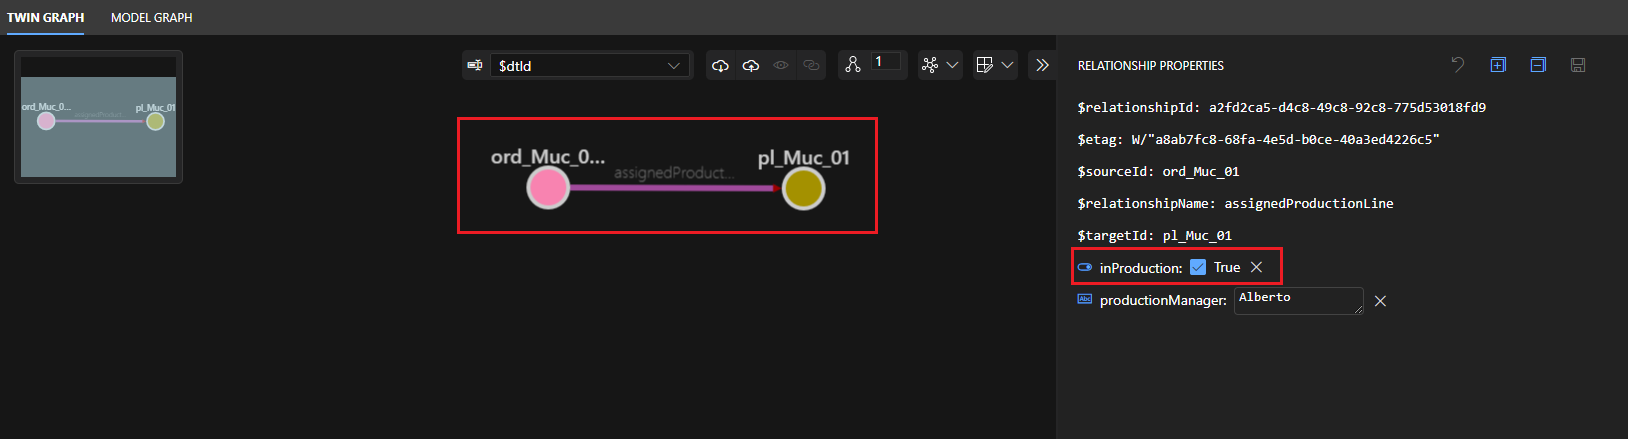 TWIN GRAPH MODEL GRAPH
ord_Muc_0... pl_Muc_01
assignedProduct...
$dtId
1
ord_Muc_0... pl_Muc_01
assignedProduct...
RELATIONSHIP PROPERTIES
$relationshipId: a2fd2ca5-d4c8-49c8-92c8-775d53018fd9
$etag: W/"a8ab7fc8-68fa-4e5d-b0ce-40a3ed4226c5"
$sourceId: ord_Muc_01
$relationshipName: assignedProductionLine
$targetId: pl_Muc_01
inProduction: True
Abc productionManager: Alberto